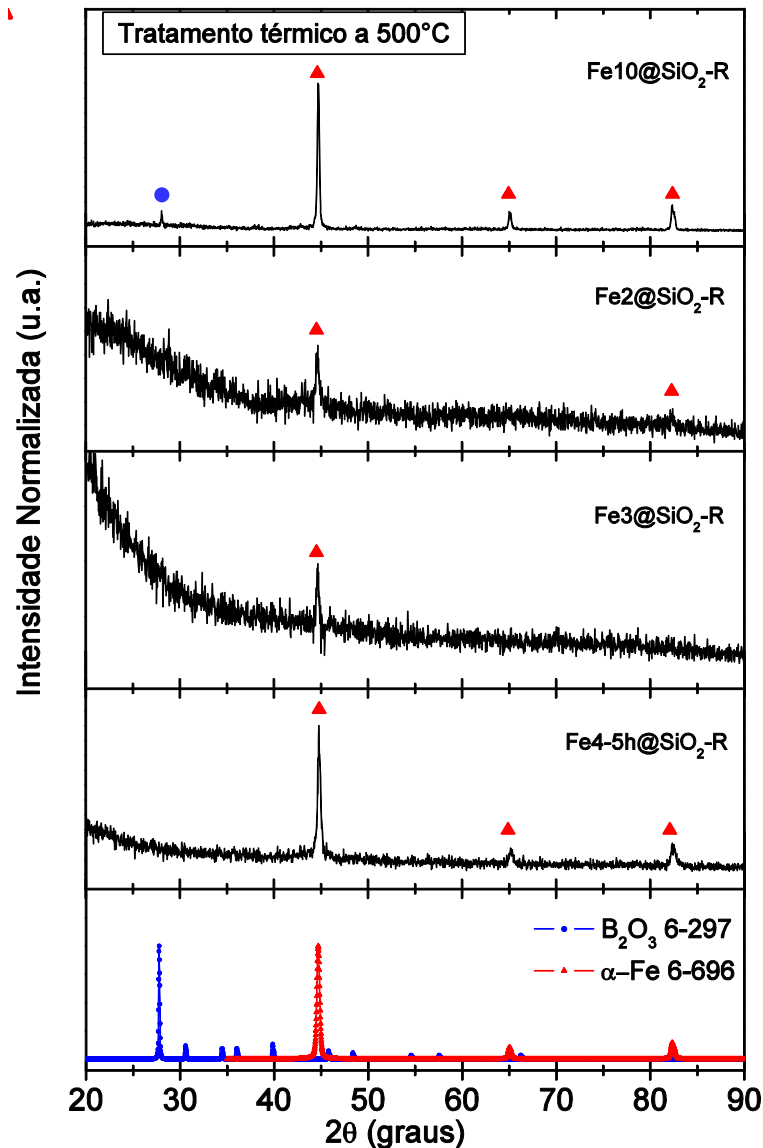 Tratamento térmico a 500°C
Fe10@SiO₂-R
Fe2@SiO₂-R
Fe3@SiO₂-R
Fe4-5h@SiO₂-R
B₂O₃ 6-297
α–Fe 6-696
Intensidade Normalizada (u.a.)
20 30 40 50 60 70 80 90
2θ (graus)